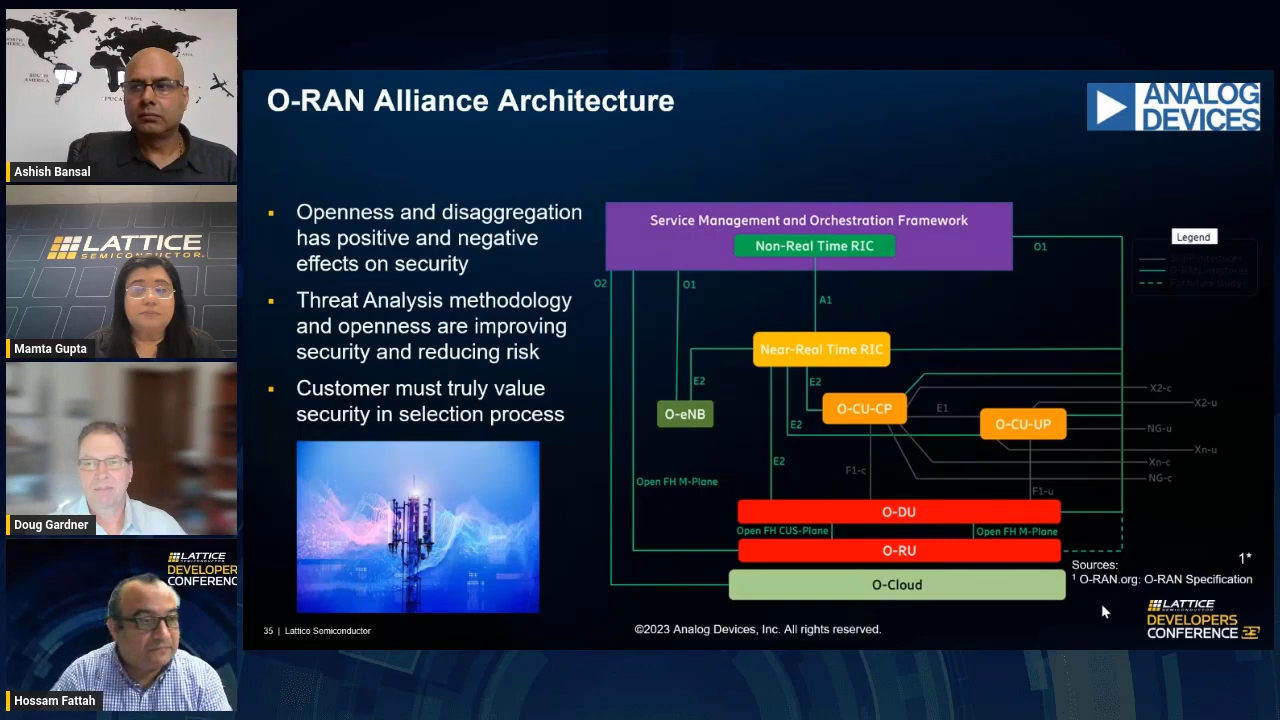 Ashish Bansal
LATTICE
SEMICONDUCTOR
Mamta Gupta
Doug Gardner
LATTICE
SEMICONDUCTOR
DEVELOPERS
CONFERENCE
Hossam Fattah
O-RAN Alliance Architecture
ANALOG
DEVICES
Openness and disaggregation
has positive and negative
effects on security
Threat Analysis methodology
and openness are improving
security and reducing risk
Customer must truly value
security in selection process
Service Management and Orchestration Framework
Non-Real Time RIC
O1
Legend
O2
O1
A1
Near-Real Time RIC
E2
E2
O-eNB
O-CU-CP
E1
O-CU-UP
X2-c
X2-u
NG-u
Xn-u
Xn-c
NG-c
E2
E2
F1-c
F1-u
Open FH M-Plane
O-DU
Open FH CUS-Plane
Open FH M-Plane
O-RU
O-Cloud
1*
Sources:
1 O-RAN.org: O-RAN Specification
35 | Lattice Semiconductor
©2023 Analog Devices, Inc. All rights reserved.
LATTICE
SEMICONDUCTOR
DEVELOPERS
CONFERENCE 23